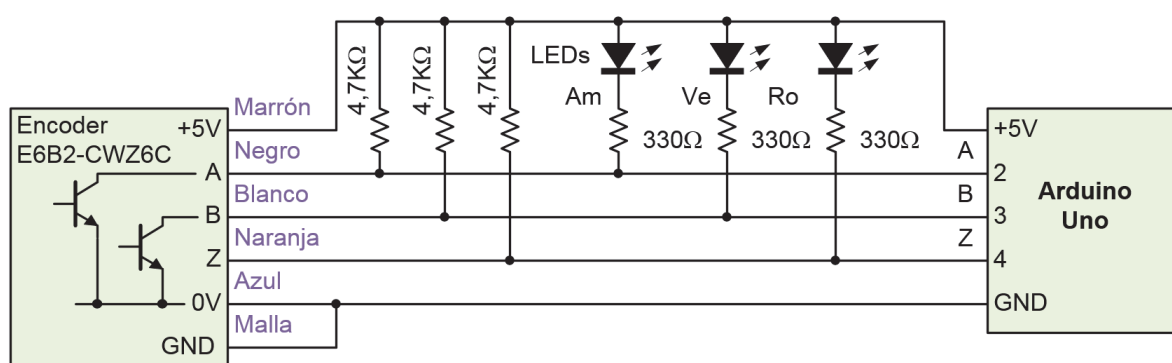 4,7KΩ
4,7KΩ
4,7KΩ
LEDs
Am
Ve
Ro
330Ω
330Ω
330Ω
Encoder
E6B2-CWZ6C
+5V
A
B
Z
0V
GND
Marrón
Negro
Blanco
Naranja
Azul
Malla
A
B
Z
+5V
2
3
4
GND
Arduino
Uno